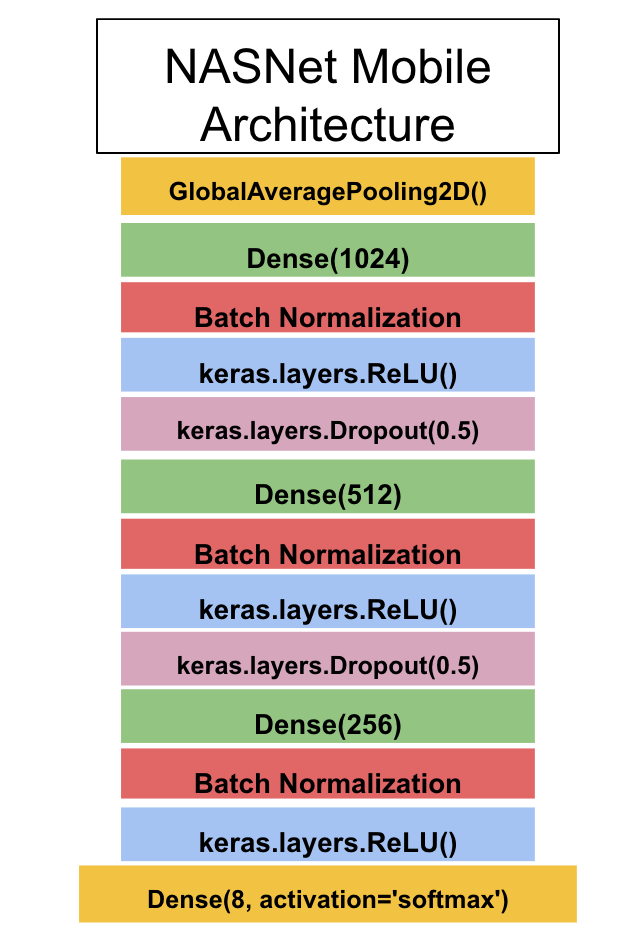 NASNet Mobile
Architecture
GlobalAveragePooling2D()
Dense(1024)
Batch Normalization
keras.layers.ReLU()
keras.layers.Dropout(0.5)
Dense(512)
Batch Normalization
keras.layers.ReLU()
keras.layers.Dropout(0.5)
Dense(256)
Batch Normalization
keras.layers.ReLU()
Dense(8, activation='softmax')